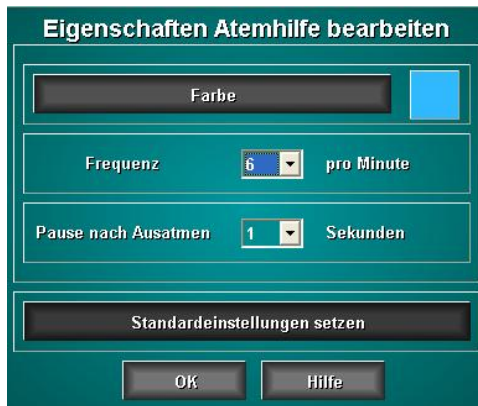 Eigenschaften Atemhilfe bearbeiten
Farbe
Frequenz 6 pro Minute
Pause nach Ausatmen 1 Sekunden
Standardeinstellungen setzen
OK Hilfe